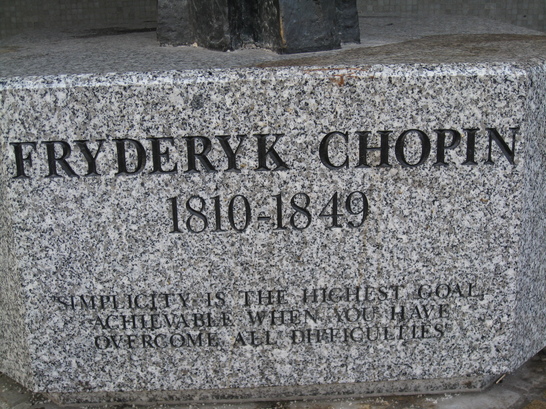 FRYDERYK CHOPIN
1810-1849
"SIMPLICITY IS THE HIGHEST GOAL,
ACHIEVABLE WHEN YOU HAVE
OVERCOME ALL DIFFICULTIES"